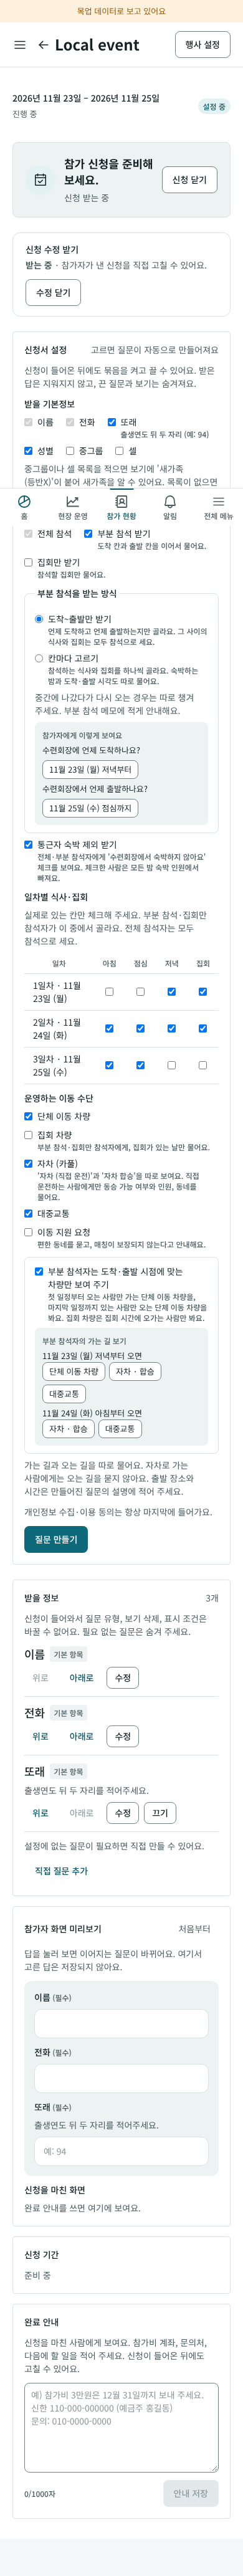 목업 데이터로 보고 있어요
Local event
행사 설정
2026년 11월 23일 – 2026년 11월 25일
진행 중
설정 중
참가 신청을 준비해
보세요.
신청 받는 중
신청 닫기
신청 수정 받기
받는 중 · 참가자가 낸 신청을 직접 고칠 수 있어요.
수정 닫기
신청서 설정
고르면 질문이 자동으로 만들어져요
신청이 들어온 뒤에도 묶음을 켜고 끌 수 있어요. 받은
답은 지워지지 않고, 끈 질문과 보기는 숨겨져요.
받을 기본정보
이름
전화
또래
출생연도 뒤 두 자리 (예: 94)
성별
중그룹
셀
중그룹이나 셀 목록을 적으면 보기에 '새가족
(등반X)'이 붙어 새가족을 알 수 있어요. 목록이 없으면
홈
현장 운영
참가 현황
알림
전체 메뉴
전체 참석
부분 참석 받기
도착 칸과 출발 칸을 이어서 물어요.
집회만 받기
참석할 집회만 물어요.
부분 참석을 받는 방식
도착~출발만 받기
언제 도착하고 언제 출발하는지만 골라요. 그 사이의
식사와 집회는 모두 참석으로 세요.
칸마다 고르기
참석하는 식사와 집회를 하나씩 골라요. 숙박하는
밤과 도착·출발 시각도 따로 물어요.
중간에 나갔다가 다시 오는 경우는 따로 챙겨
주세요. 부분 참석 메모에 적게 안내해요.
참가자에게 이렇게 보여요
수련회장에 언제 도착하나요?
11월 23일 (월) 저녁부터
수련회장에서 언제 출발하나요?
11월 25일 (수) 점심까지
통근자 숙박 제외 받기
전체·부분 참석자에게 '수련회장에서 숙박하지 않아요'
체크를 보여요. 체크한 사람은 모든 밤 숙박 인원에서
빠져요.
일차별 식사·집회
실제로 있는 칸만 체크해 주세요. 부분 참석·집회만
참석자가 이 중에서 골라요. 전체 참석자는 모두
참석으로 세요.
일차 아침 점심 저녁 집회
1일차 · 11월
23일 (월)
2일차 · 11월
24일 (화)
3일차 · 11월
25일 (수)
운영하는 이동 수단
단체 이동 차량
집회 차량
부분 참석·집회만 참석자에게, 집회가 있는 날만 물어요.
자차 (카풀)
'자차 (직접 운전)'과 '자차 합승'을 따로 보여요. 직접
운전하는 사람에게만 동승 가능 여부와 인원, 동네를
물어요.
대중교통
이동 지원 요청
편한 동네를 묻고, 매칭이 보장되지 않는다고 안내해요.
부분 참석자는 도착·출발 시점에 맞는
차량만 보여 주기
첫 일정부터 오는 사람만 가는 단체 이동 차량을,
마지막 일정까지 있는 사람만 오는 단체 이동 차량을
봐요. 집회 차량은 집회 시간에 오가는 사람만 봐요.
부분 참석자의 가는 길 보기
11월 23일 (월) 저녁부터 오면
단체 이동 차량
자차 · 합승
대중교통
11월 24일 (화) 아침부터 오면
자차 · 합승
대중교통
가는 길과 오는 길을 따로 물어요. 자차로 가는
사람에게는 오는 길을 묻지 않아요. 출발 장소와
시간은 만들어진 질문의 설명에 적어 주세요.
개인정보 수집·이용 동의는 항상 마지막에 들어가요.
질문 만들기
받을 정보
3개
신청이 들어와서 질문 유형, 보기 삭제, 표시 조건은
바꿀 수 없어요. 필요 없는 질문은 숨겨 주세요.
이름 기본 항목
위로 아래로 수정
전화 기본 항목
위로 아래로 수정
또래 기본 항목
출생연도 뒤 두 자리를 적어주세요.
위로 아래로 수정 끄기
설정에 없는 질문이 필요하면 직접 만들 수 있어요.
직접 질문 추가
참가자 화면 미리보기
처음부터
답을 눌러 보면 이어지는 질문이 바뀌어요. 여기서
고른 답은 저장되지 않아요.
이름 (필수)
전화 (필수)
또래 (필수)
출생연도 뒤 두 자리를 적어주세요.
예: 94
신청을 마친 화면
완료 안내를 쓰면 여기에 보여요.
신청 기간
준비 중
완료 안내
신청을 마친 사람에게 보여요. 참가비 계좌, 문의처,
다음에 할 일을 적어 주세요. 신청이 들어온 뒤에도
고칠 수 있어요.
예) 참가비 3만원은 12월 31일까지 보내 주세요.
신한 110-000-000000 (예금주 홍길동)
문의: 010-0000-0000
0/1000자
안내 저장